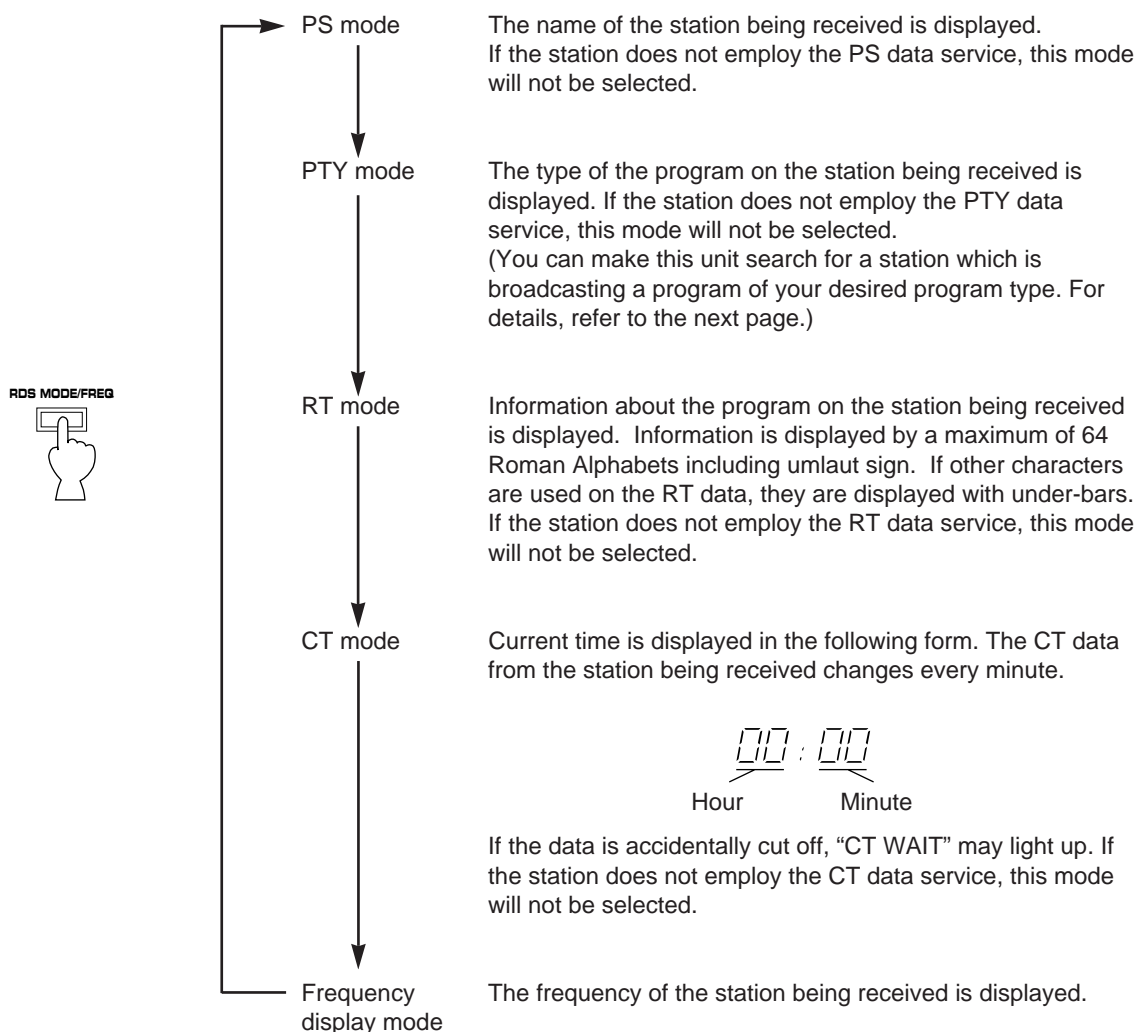 PS mode
The name of the station being received is displayed.
If the station does not employ the PS data service, this mode
will not be selected.
PTY mode
The type of the program on the station being received is
displayed. If the station does not employ the PTY data
service, this mode will not be selected.
(You can make this unit search for a station which is
broadcasting a program of your desired program type. For
details, refer to the next page.)
RDS MODE/FREQ
RT mode
Information about the program on the station being received
is displayed.  Information is displayed by a maximum of 64
Roman Alphabets including umlaut sign.  If other characters
are used on the RT data, they are displayed with under-bars.
If the station does not employ the RT data service, this mode
will not be selected.
CT mode
Current time is displayed in the following form. The CT data
from the station being received changes every minute.
00 : 00
Hour Minute
If the data is accidentally cut off, “CT WAIT” may light up. If
the station does not employ the CT data service, this mode
will not be selected.
Frequency
display mode
The frequency of the station being received is displayed.